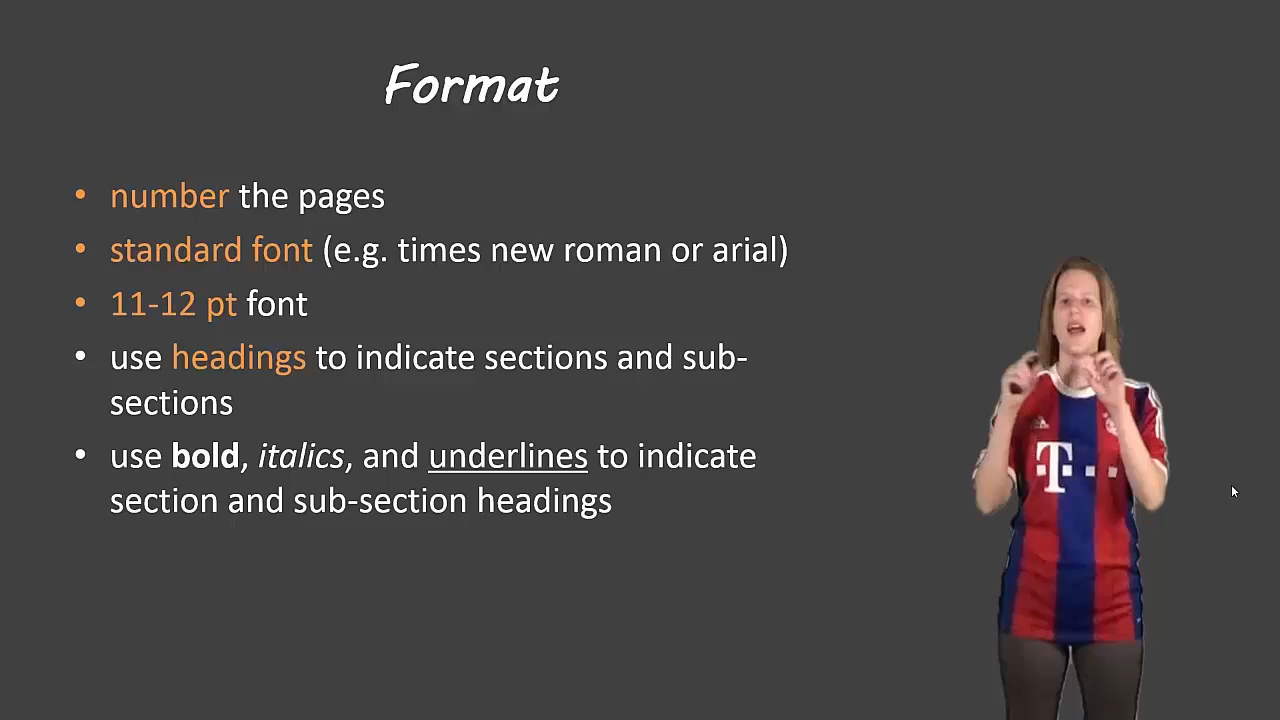 Format
• number the pages
• standard font (e.g. times new roman or arial)
• 11-12 pt font
• use headings to indicate sections and sub-
sections
• use bold, italics, and underlines to indicate
section and sub-section headings
T